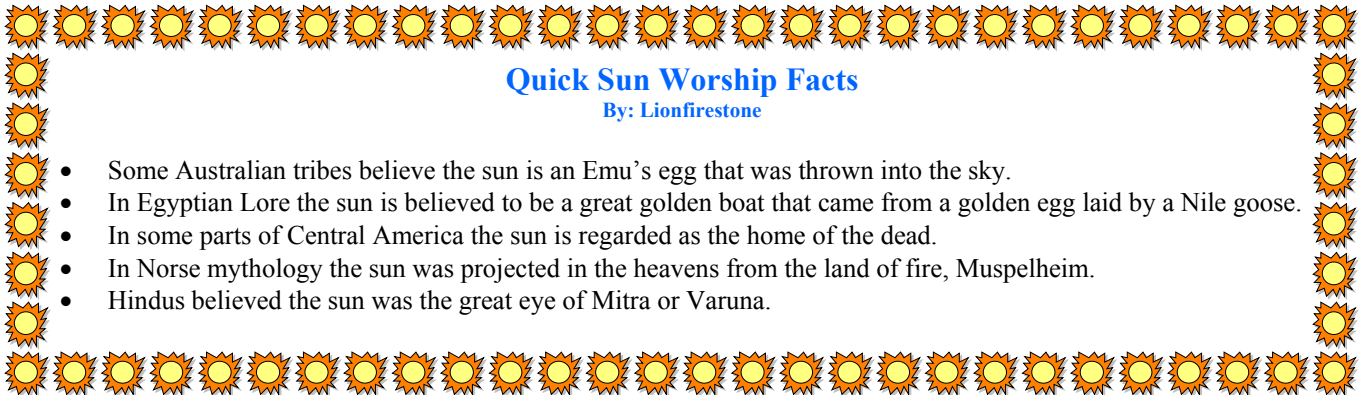 Quick Sun Worship Facts
By: Lionfirestone
• Some Australian tribes believe the sun is an Emu’s egg that was thrown into the sky.
• In Egyptian Lore the sun is believed to be a great golden boat that came from a golden egg laid by a Nile goose.
• In some parts of Central America the sun is regarded as the home of the dead.
• In Norse mythology the sun was projected in the heavens from the land of fire, Muspelheim.
• Hindus believed the sun was the great eye of Mitra or Varuna.